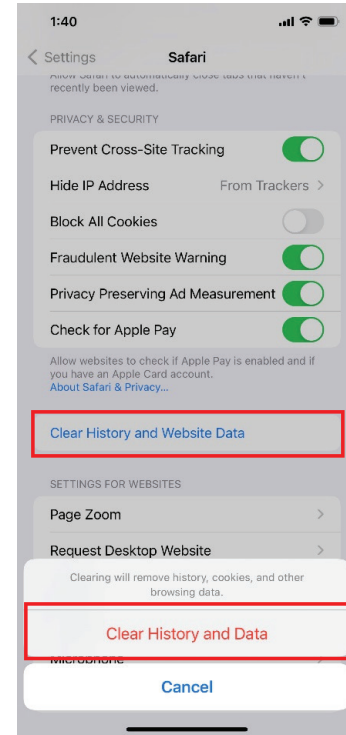 1:40
Settings
Safari
Allow Safari to automatically close tabs that haven't
recently been viewed.
PRIVACY & SECURITY
Prevent Cross-Site Tracking
Hide IP Address From Trackers
Block All Cookies
Fraudulent Website Warning
Privacy Preserving Ad Measurement
Check for Apple Pay
Allow websites to check if Apple Pay is enabled and if
you have an Apple Card account.
About Safari & Privacy...
Clear History and Website Data
SETTINGS FOR WEBSITES
Page Zoom
Request Desktop Website
Clearing will remove history, cookies, and other
browsing data.
Clear History and Data
Microphone
Cancel